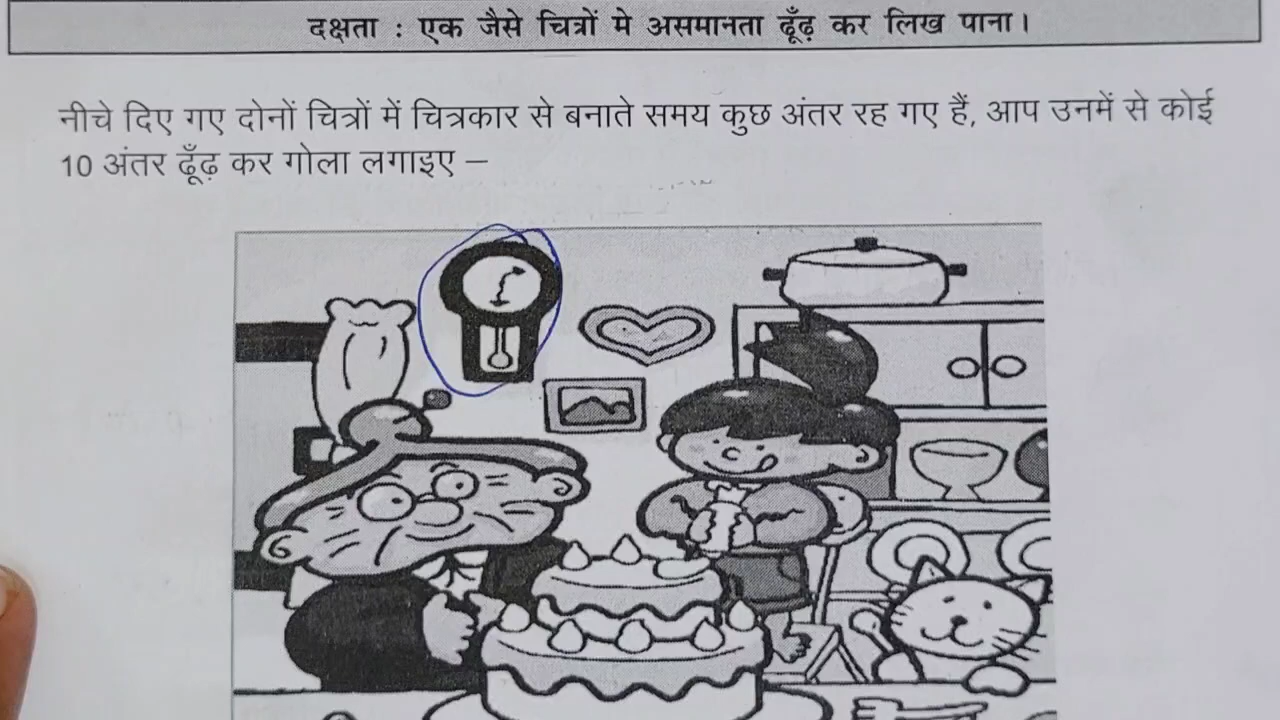 दक्षता : एक जैसे चित्रों मे असमानता ढूँढ़ कर लिख पाना।
नीचे दिए गए दोनों चित्रों में चित्रकार से बनाते समय कुछ अंतर रह गए हैं, आप उनमें से कोई
10 अंतर ढूँढ़ कर गोला लगाइए –